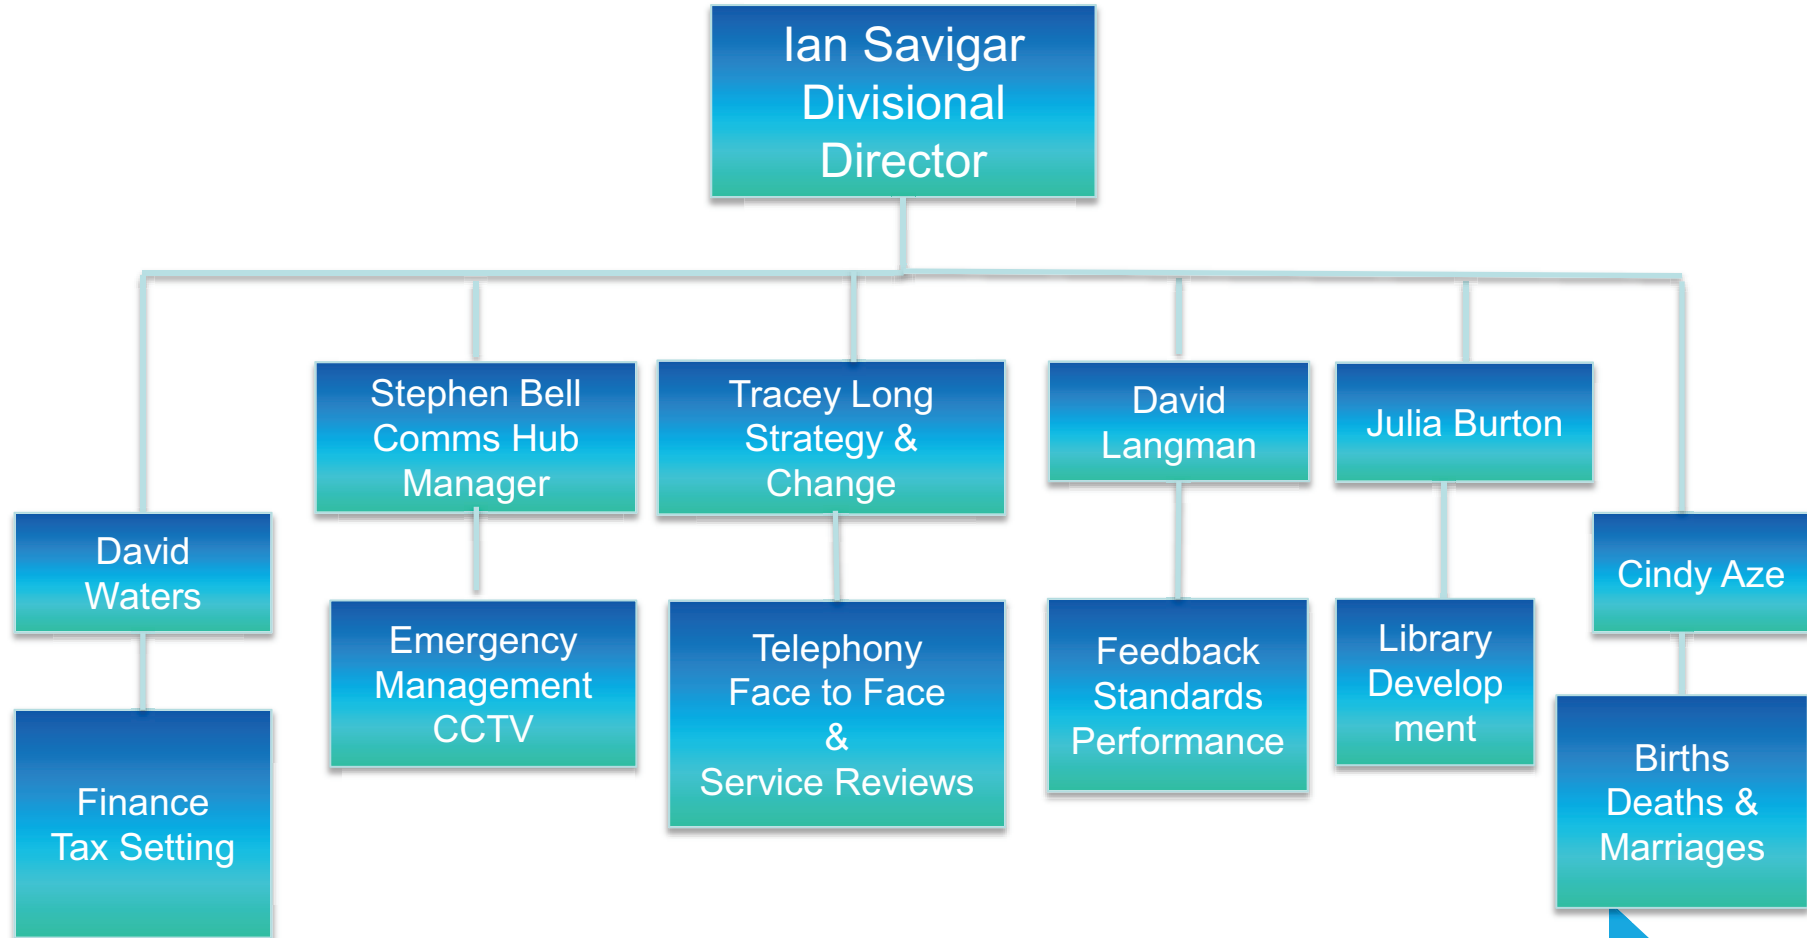 Ian Savigar
Divisional
Director
Stephen Bell
Comms Hub
Manager
Tracey Long
Strategy &
Change
David
Langman
Julia Burton
David
Waters
Cindy Aze
Emergency
Management
CCTV
Telephony
Face to Face
&
Service Reviews
Feedback
Standards
Performance
Library
Develop
ment
Finance
Tax Setting
Births
Deaths &
Marriages